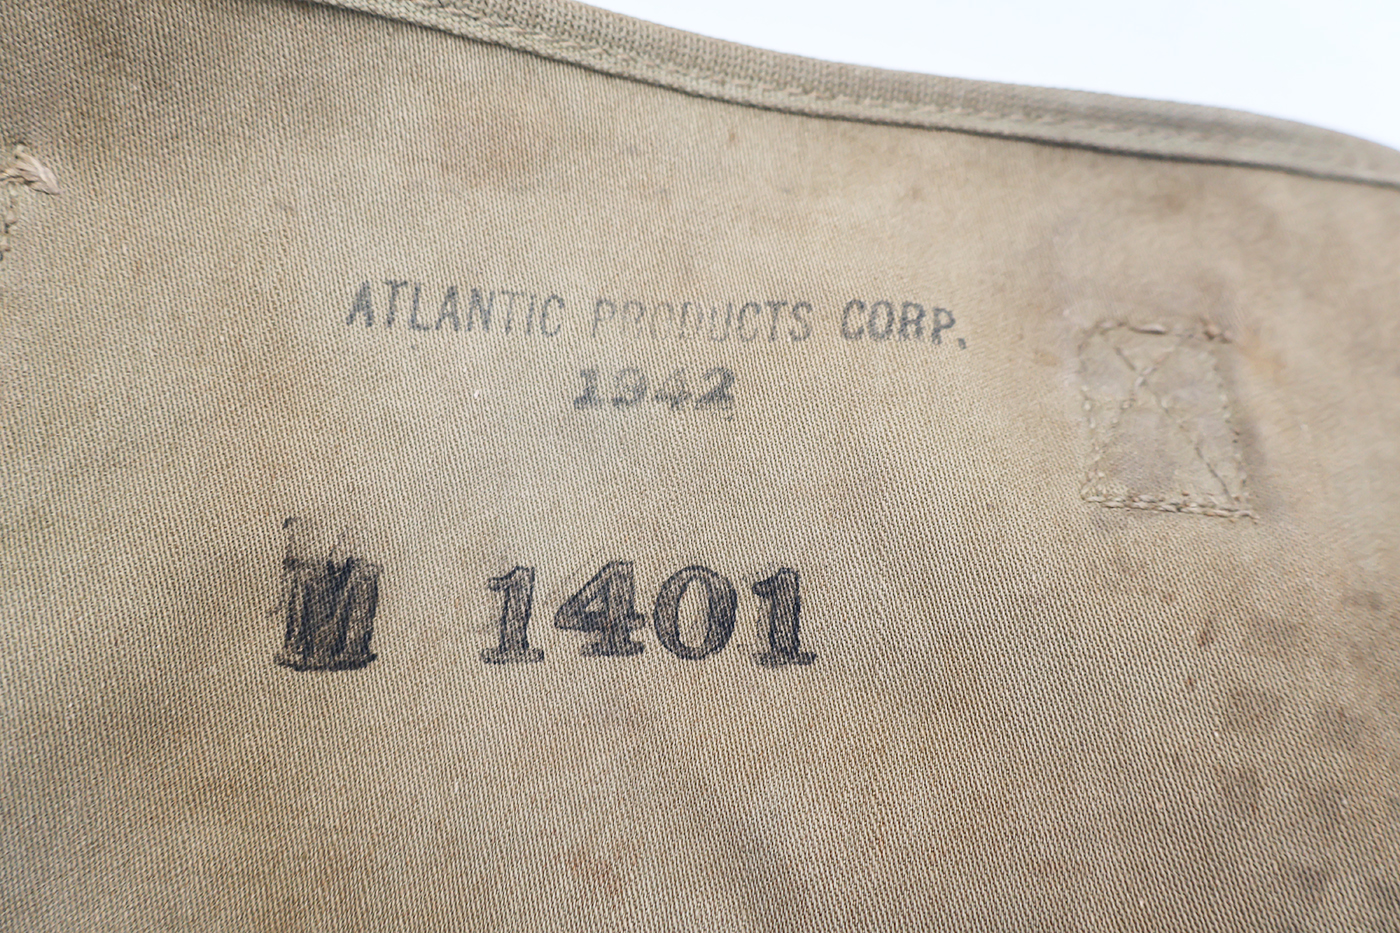 ATLANTIC PRODUCTS CORP.
1942
1401